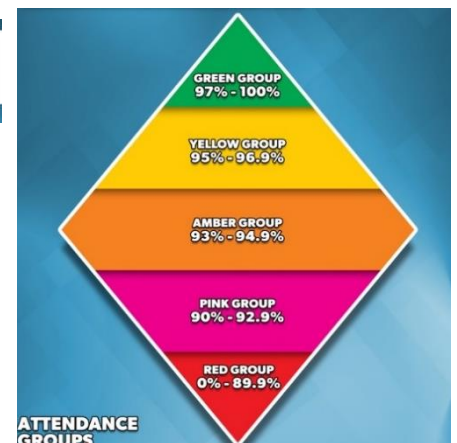 GREEN GROUP
97% - 100%
YELLOW GROUP
95% - 96.9%
AMBER GROUP
93% - 94.9%
PINK GROUP
90% - 92.9%
RED GROUP
0% - 89.9%
ATTENDANCE
GROUPS